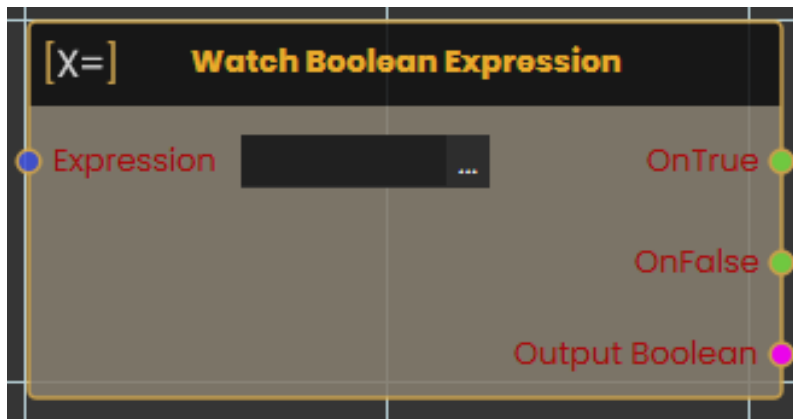 [X=] Watch Boolean Expression
Expression ... OnTrue
OnFalse
Output Boolean